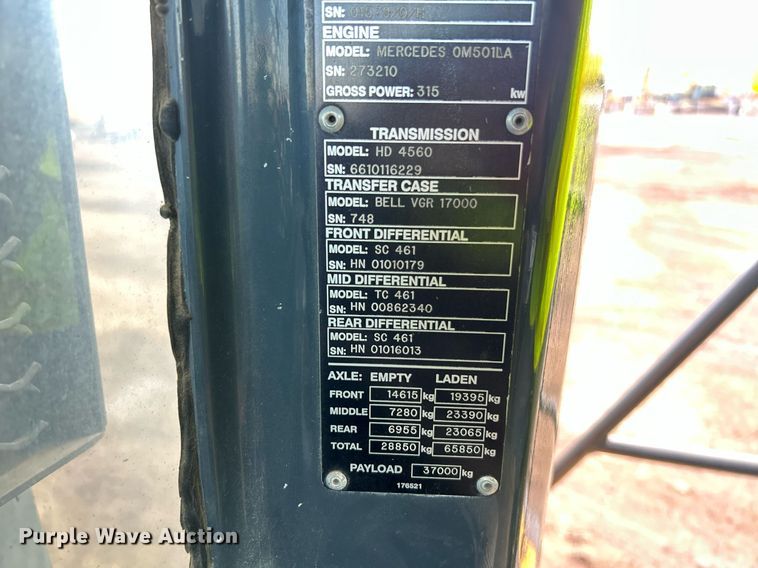 SN:
ENGINE
MODEL: MERCEDES OM501LA
SN: 273210
GROSS POWER: 315 kw
TRANSMISSION
MODEL: HD 4560
SN: 6610116229
TRANSFER CASE
MODEL: BELL VGR 17000
SN: 748
FRONT DIFFERENTIAL
MODEL: SC 461
SN: HN 01010179
MID DIFFERENTIAL
MODEL: TC 461
SN: HN 00862340
REAR DIFFERENTIAL
MODEL: SC 461
SN: HN 01016013
AXLE: EMPTY LADEN
FRONT 14615 kg 19395 kg
MIDDLE 7280 kg 23390 kg
REAR 6955 kg 23065 kg
TOTAL 28850 kg 65850 kg
PAYLOAD 37000 kg
176521
Purple Wave Auction®